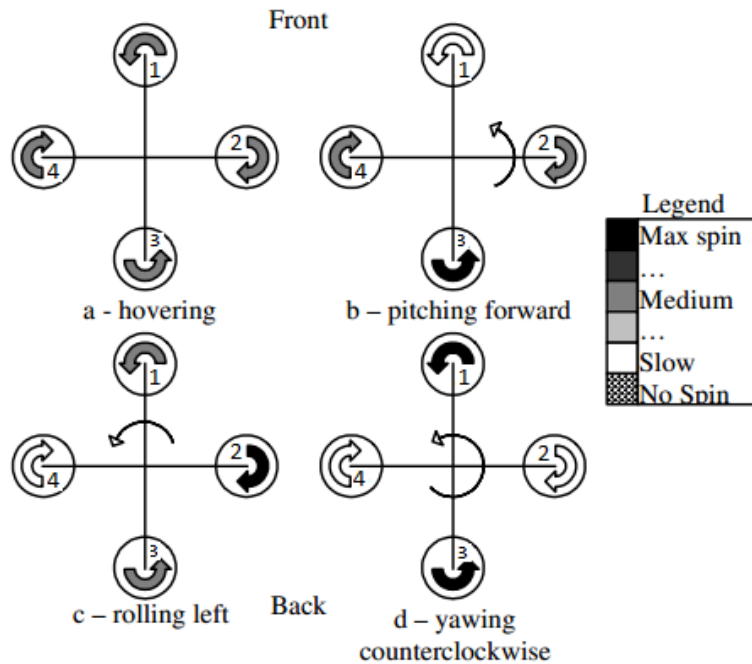 Front
1
1
4
2
4
2
3
3
a - hovering
b – pitching forward
Legend
Max spin
...
Medium
...
Slow
No Spin
1
1
4
2
4
2
3
3
c – rolling left
Back
d – yawing
counterclockwise